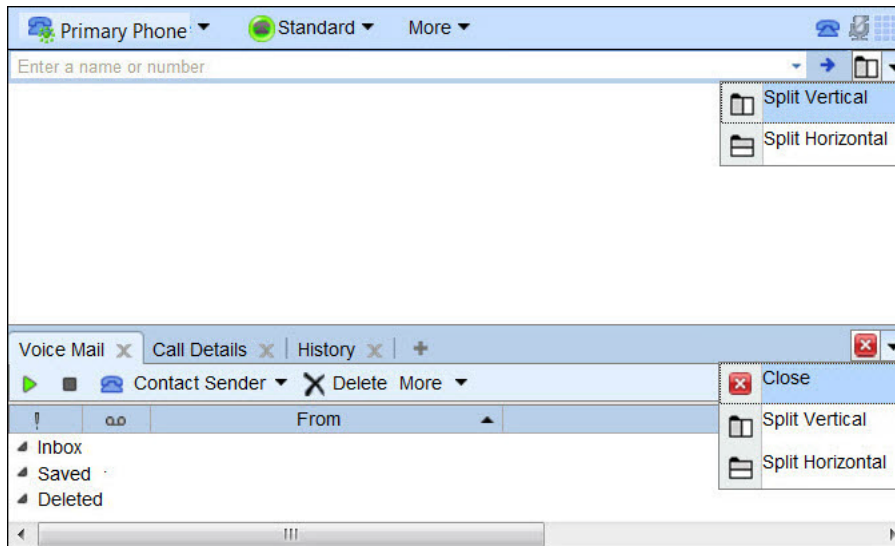 Primary Phone Standard More
Enter a name or number
Split Vertical
Split Horizontal
Voice Mail Call Details History
Contact Sender Delete More
Close
From
Split Vertical
Inbox
Split Horizontal
Saved
Deleted